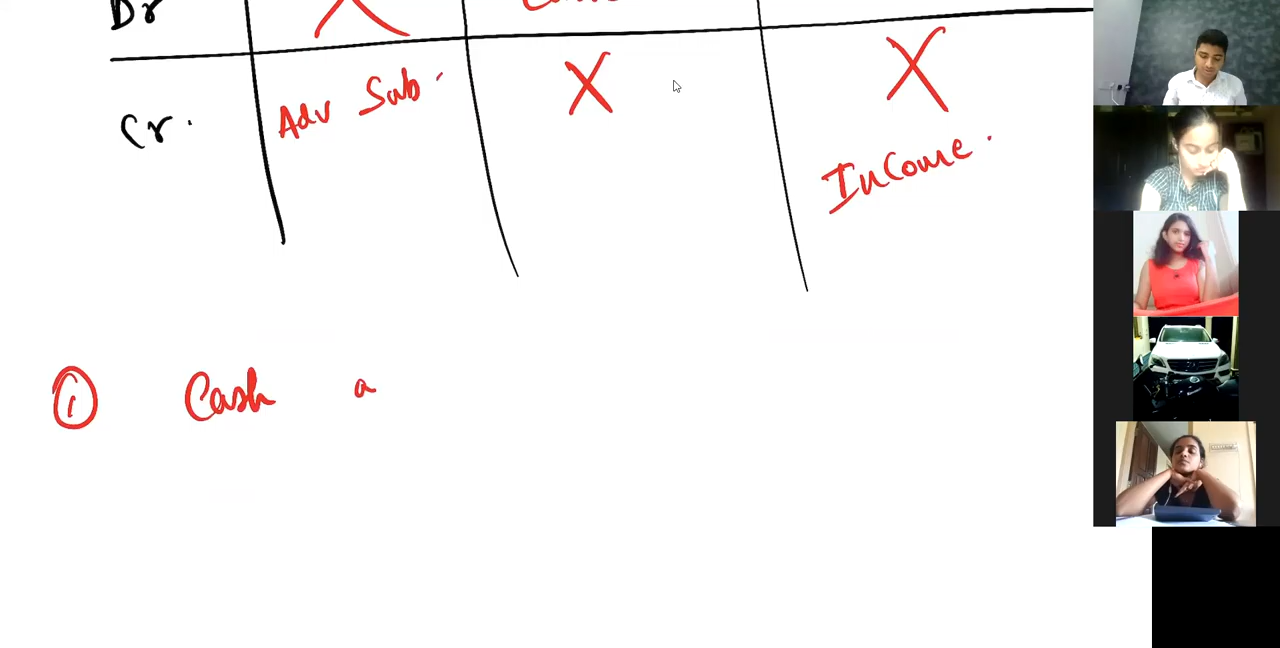 Dr X
Cr. Adv Sub. X X
Income.
① Cash a